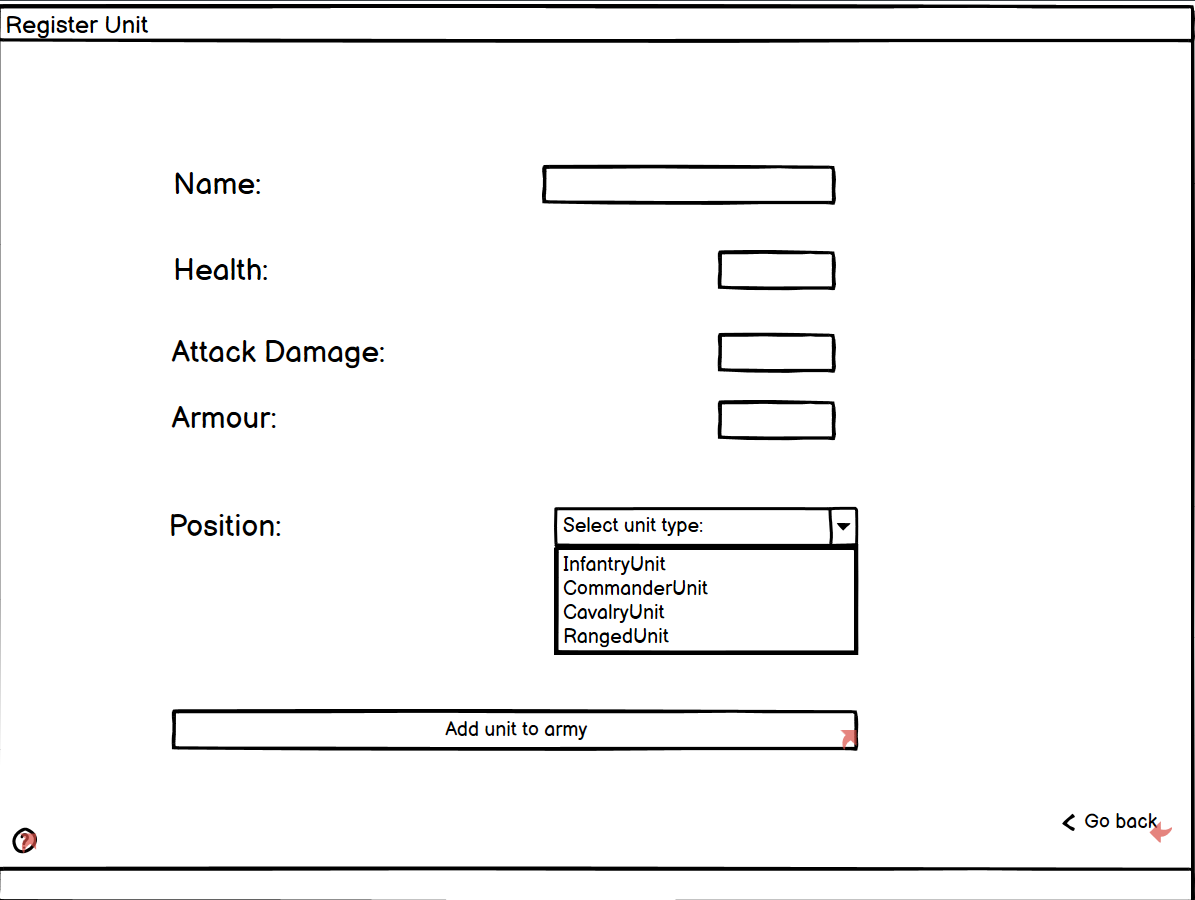 Register Unit
Name:
Health:
Attack Damage:
Armour:
Position:
Select unit type:
InfantryUnit
CommanderUnit
CavalryUnit
RangedUnit
Add unit to army
< Go back
?